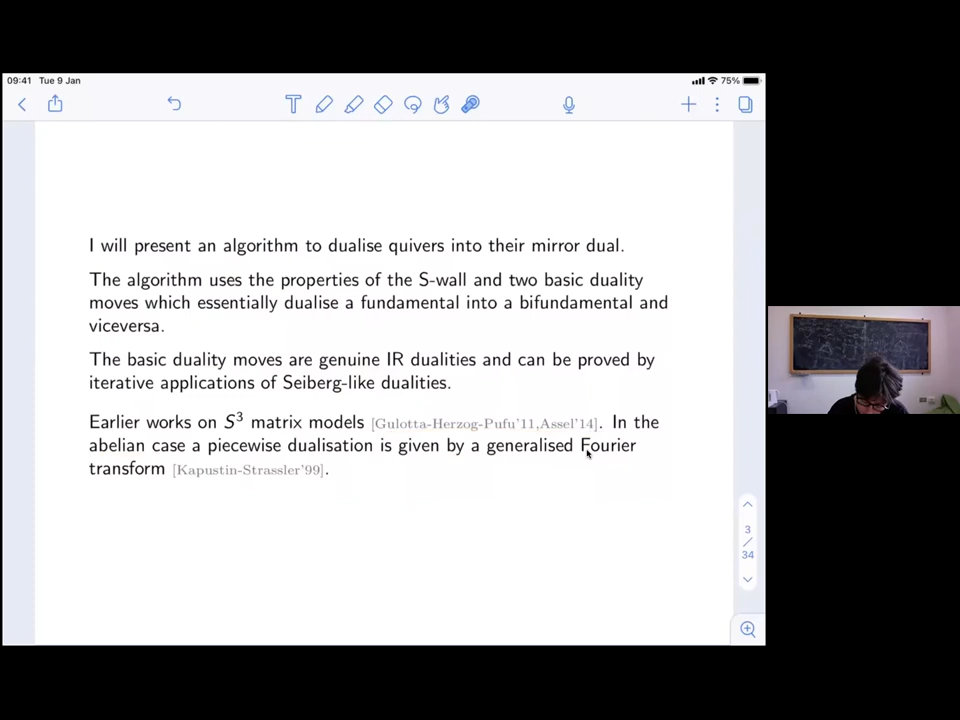 09:41 Tue 9 Jan
75%
I will present an algorithm to dualise quivers into their mirror dual.
The algorithm uses the properties of the S-wall and two basic duality
moves which essentially dualise a fundamental into a bifundamental and
viceversa.
The basic duality moves are genuine IR dualities and can be proved by
iterative applications of Seiberg-like dualities.
Earlier works on S³ matrix models [Gulotta-Herzog-Pufu'11,Assel'14]. In the
abelian case a piecewise dualisation is given by a generalised Fourier
transform [Kapustin-Strassler'99].
3
/
34